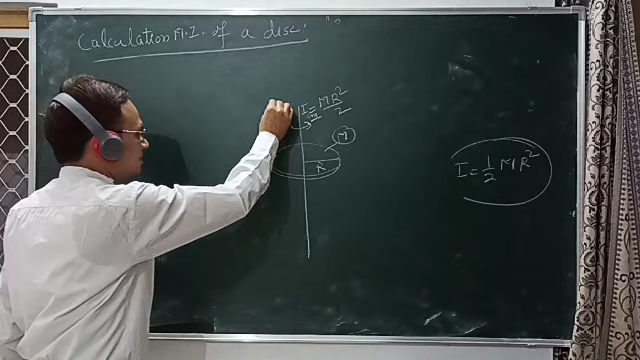 Calculation M.I. of a disc.
I = MR²/2
M
R
I = 1/2 MR²